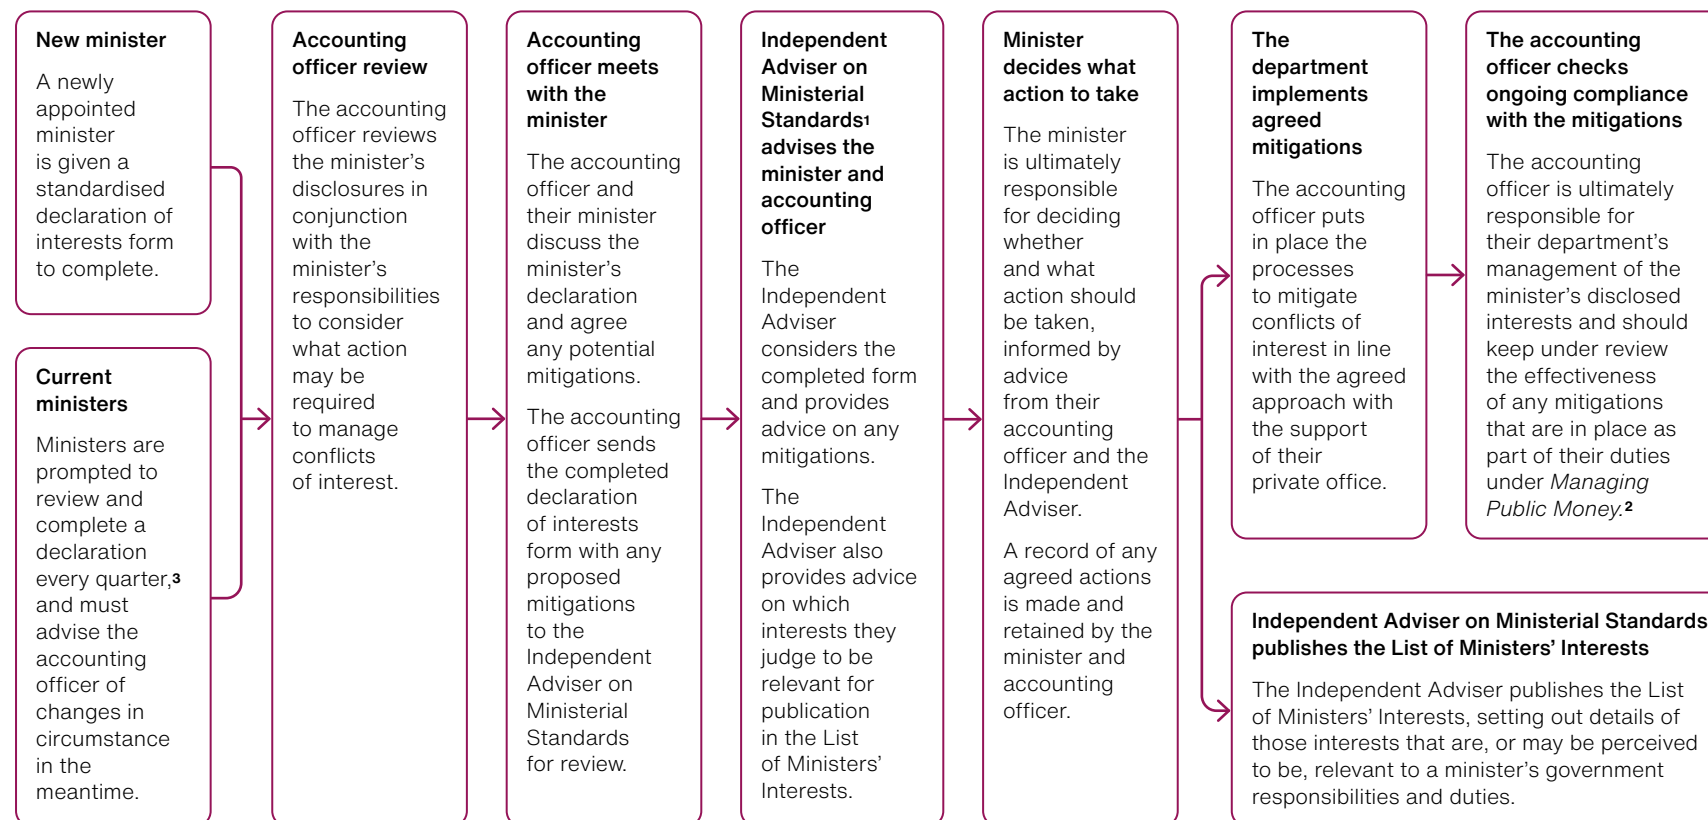 New minister
A newly
appointed
minister
is given a
standardised
declaration of
interests form
to complete.
Current
ministers
Ministers are
prompted to
review and
complete a
declaration
every quarter,3
and must
advise the
accounting
officer of
changes in
circumstance
in the
meantime.
Accounting
officer review
The accounting
officer reviews
the minister’s
disclosures in
conjunction
with the
minister’s
responsibilities
to consider
what action
may be
required
to manage
conflicts
of interest.
Accounting
officer meets
with the
minister
The accounting
officer and
their minister
discuss the
minister’s
declaration
and agree
any potential
mitigations.
The accounting
officer sends
the completed
declaration
of interests
form with any
proposed
mitigations
to the
Independent
Adviser on
Ministerial
Standards
for review.
Independent
Adviser on
Ministerial
Standards1
advises the
minister and
accounting
officer
The
Independent
Adviser
considers the
completed form
and provides
advice on any
mitigations.
The
Independent
Adviser also
provides advice
on which
interests they
judge to be
relevant for
publication
in the List
of Ministers’
Interests.
Minister
decides what
action to take
The minister
is ultimately
responsible
for deciding
whether
and what
action should
be taken,
informed by
advice
from their
accounting
officer and the
Independent
Adviser.
A record of any
agreed actions
is made and
retained by the
minister and
accounting
officer.
The
department
implements
agreed
mitigations
The accounting
officer puts
in place the
processes
to mitigate
conflicts of
interest in line
with the agreed
approach with
the support
of their
private office.
The accounting
officer checks
ongoing compliance
with the mitigations
The accounting
officer is ultimately
responsible for
their department’s
management of the
minister’s disclosed
interests and should
keep under review
the effectiveness
of any mitigations
that are in place as
part of their duties
under Managing
Public Money.2
Independent Adviser on Ministerial Standards
publishes the List of Ministers’ Interests
The Independent Adviser publishes the List
of Ministers’ Interests, setting out details of
those interests that are, or may be perceived
to be, relevant to a minister’s government
responsibilities and duties.